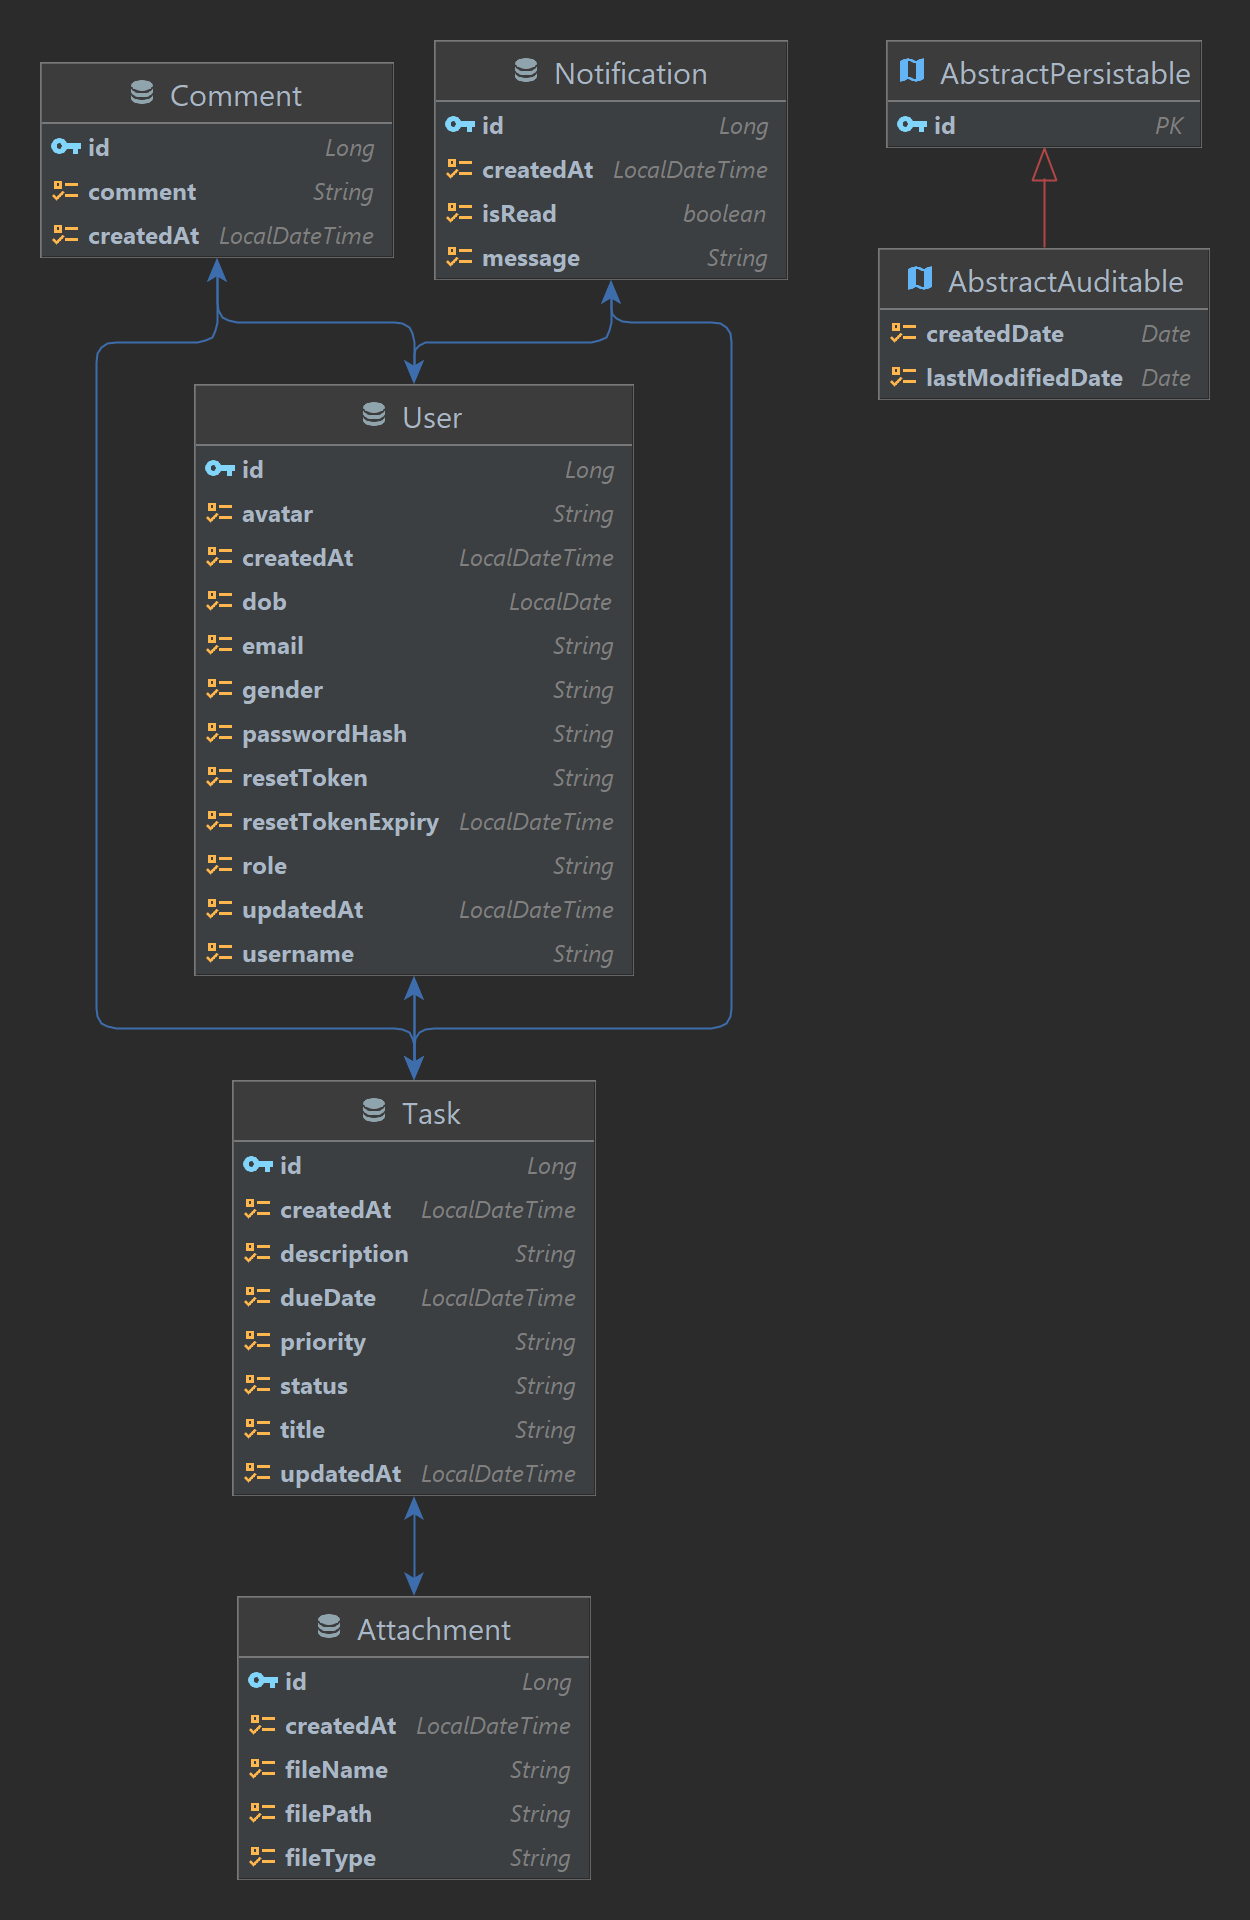 Comment
id Long
comment String
createdAt LocalDateTime
Notification
id Long
createdAt LocalDateTime
isRead boolean
message String
AbstractPersistable
id PK
AbstractAuditable
createdDate Date
lastModifiedDate Date
User
id Long
avatar String
createdAt LocalDateTime
dob LocalDate
email String
gender String
passwordHash String
resetToken String
resetTokenExpiry LocalDateTime
role String
updatedAt LocalDateTime
username String
Task
id Long
createdAt LocalDateTime
description String
dueDate LocalDateTime
priority String
status String
title String
updatedAt LocalDateTime
Attachment
id Long
createdAt LocalDateTime
fileName String
filePath String
fileType String